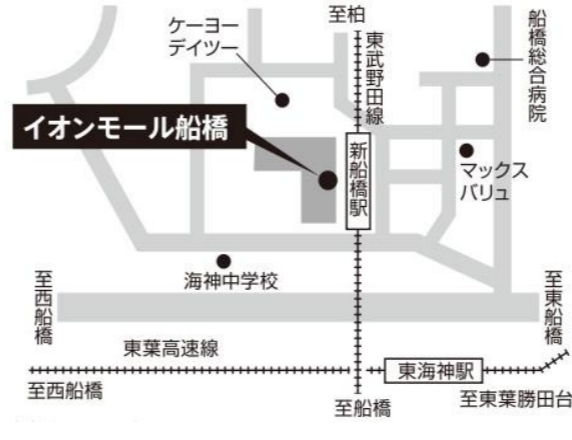 至柏
ケーヨー
デイツー
東武野田線
船橋総合病院
イオンモール船橋
新船橋駅
マックス
バリュ
海神中学校
至西船橋
至東船橋
東葉高速線
東海神駅
至西船橋
至船橋
至東葉勝田台